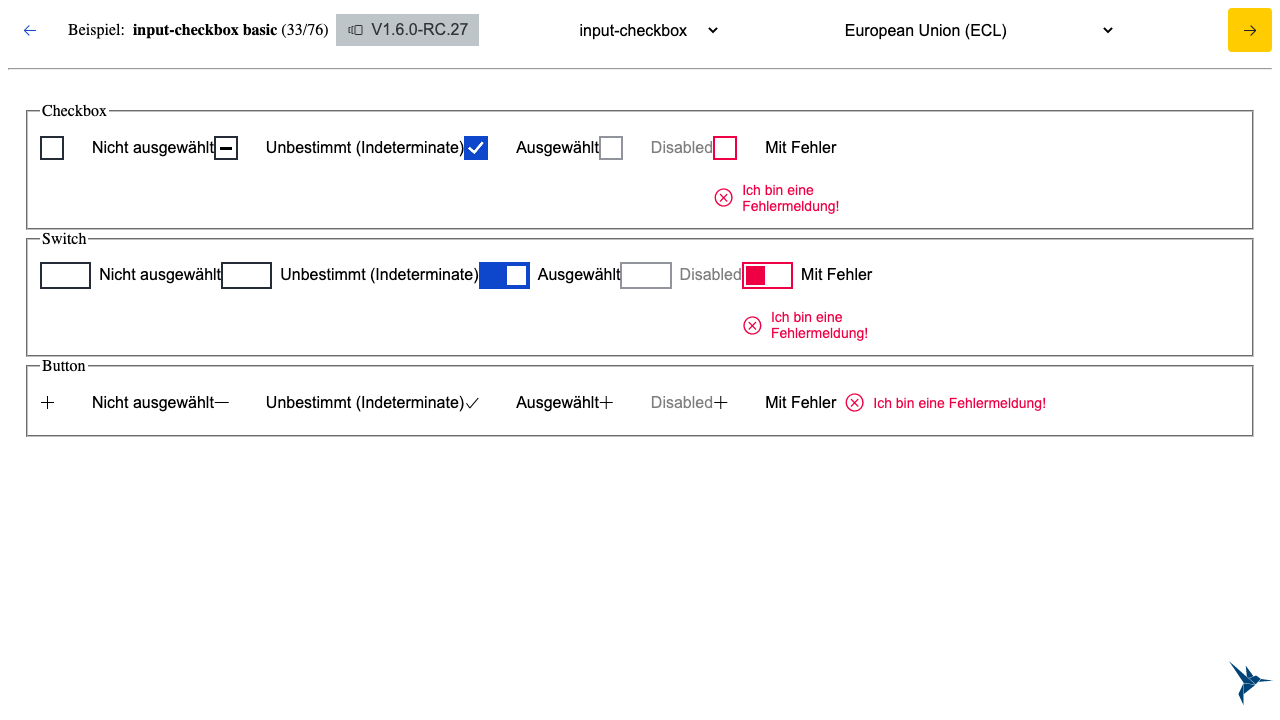 Beispiel: input-checkbox basic (33/76) V1.6.0-RC.27 input-checkbox European Union (ECL)
Checkbox
Nicht ausgewählt Unbestimmt (Indeterminate) Ausgewählt Disabled Mit Fehler
Ich bin eine
Fehlermeldung!
Switch
Nicht ausgewählt Unbestimmt (Indeterminate) Ausgewählt Disabled Mit Fehler
Ich bin eine
Fehlermeldung!
Button
Nicht ausgewählt Unbestimmt (Indeterminate) Ausgewählt Disabled Mit Fehler Ich bin eine Fehlermeldung!